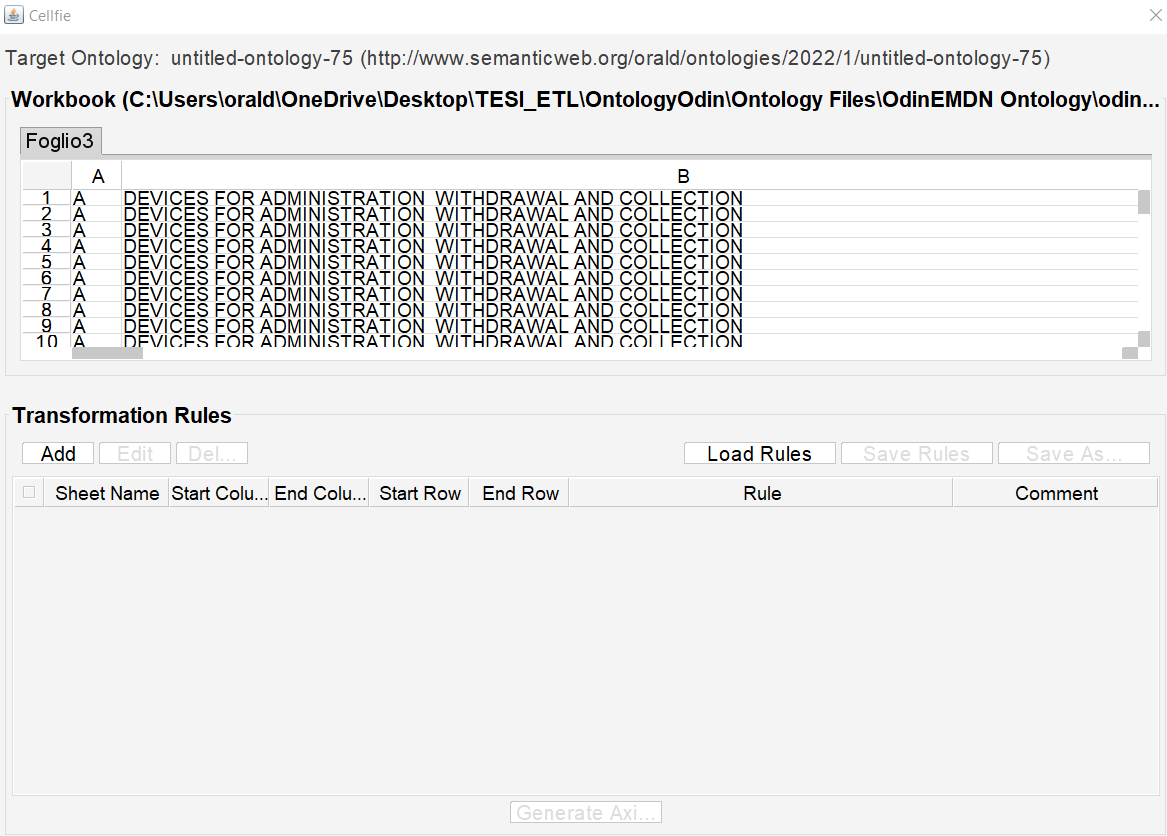 Cellfie
Target Ontology: untitled-ontology-75 (http://www.semanticweb.org/orald/ontologies/2022/1/untitled-ontology-75)
Workbook (C:\Users\orald\OneDrive\Desktop\TESI_ETL\OntologyOdin\Ontology Files\OdinEMDN Ontology\odin...
Foglio3
A B
1 A DEVICES FOR ADMINISTRATION  WITHDRAWAL AND COLLECTION
2 A DEVICES FOR ADMINISTRATION  WITHDRAWAL AND COLLECTION
3 A DEVICES FOR ADMINISTRATION  WITHDRAWAL AND COLLECTION
4 A DEVICES FOR ADMINISTRATION  WITHDRAWAL AND COLLECTION
5 A DEVICES FOR ADMINISTRATION  WITHDRAWAL AND COLLECTION
6 A DEVICES FOR ADMINISTRATION  WITHDRAWAL AND COLLECTION
7 A DEVICES FOR ADMINISTRATION  WITHDRAWAL AND COLLECTION
8 A DEVICES FOR ADMINISTRATION  WITHDRAWAL AND COLLECTION
9 A DEVICES FOR ADMINISTRATION  WITHDRAWAL AND COLLECTION
10 A DEVICES FOR ADMINISTRATION  WITHDRAWAL AND COLLECTION
Transformation Rules
Add Edit Del... Load Rules Save Rules Save As...
Sheet Name Start Colu... End Colu... Start Row End Row Rule Comment
Generate Axi...